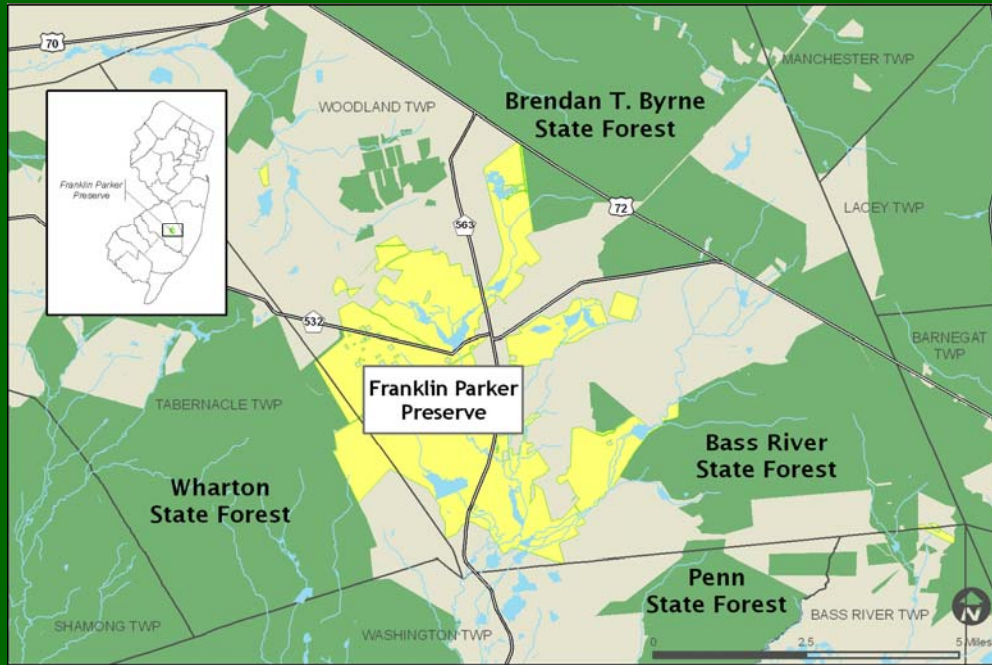 70
WOODLAND TWP
Brendan T. Byrne
State Forest
MANCHESTER TWP
Franklin Parker
Preserve
563
72
LACEY TWP
532
BARNEGAT
TWP
Franklin Parker
Preserve
TABERNACLE TWP
Bass River
State Forest
Wharton
State Forest
Penn
State Forest
BASS RIVER TWP
N
SHAMONG TWP
WASHINGTON TWP
0 2.5 5 Miles